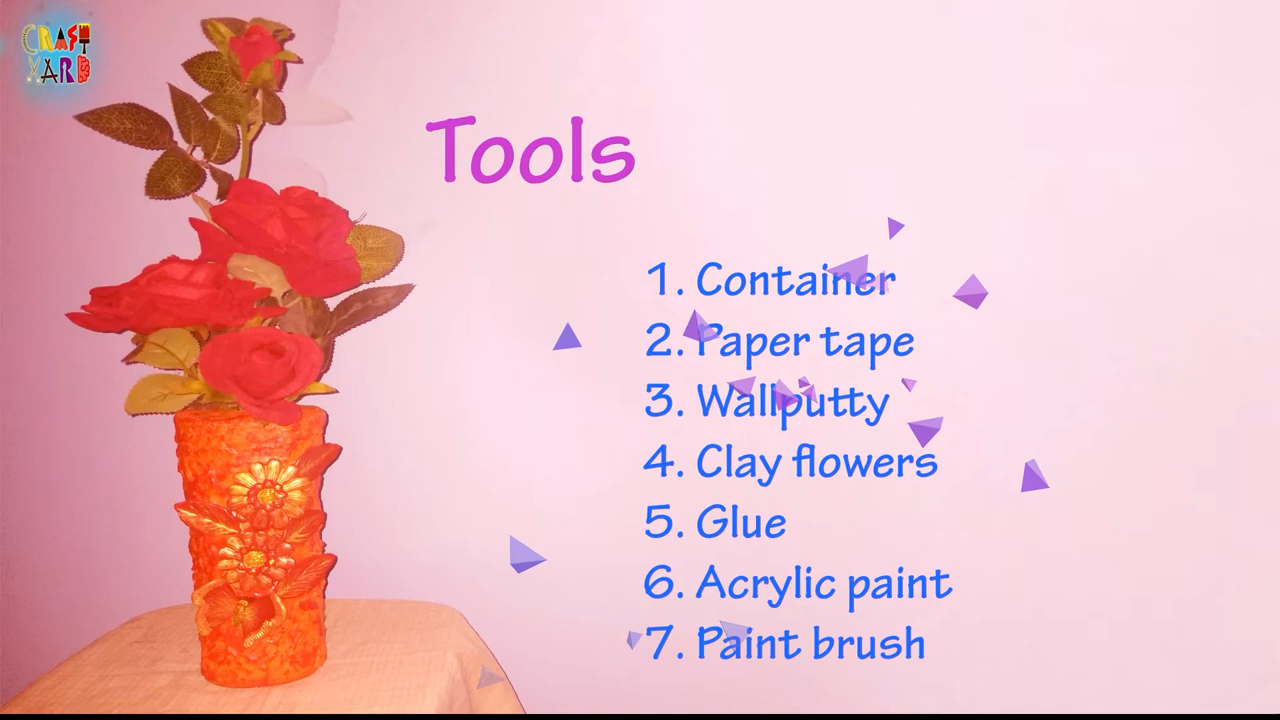 CRAFT
YARD
Tools
1. Container
2. Paper tape
3. Wallputty
4. Clay flowers
5. Glue
6. Acrylic paint
7. Paint brush